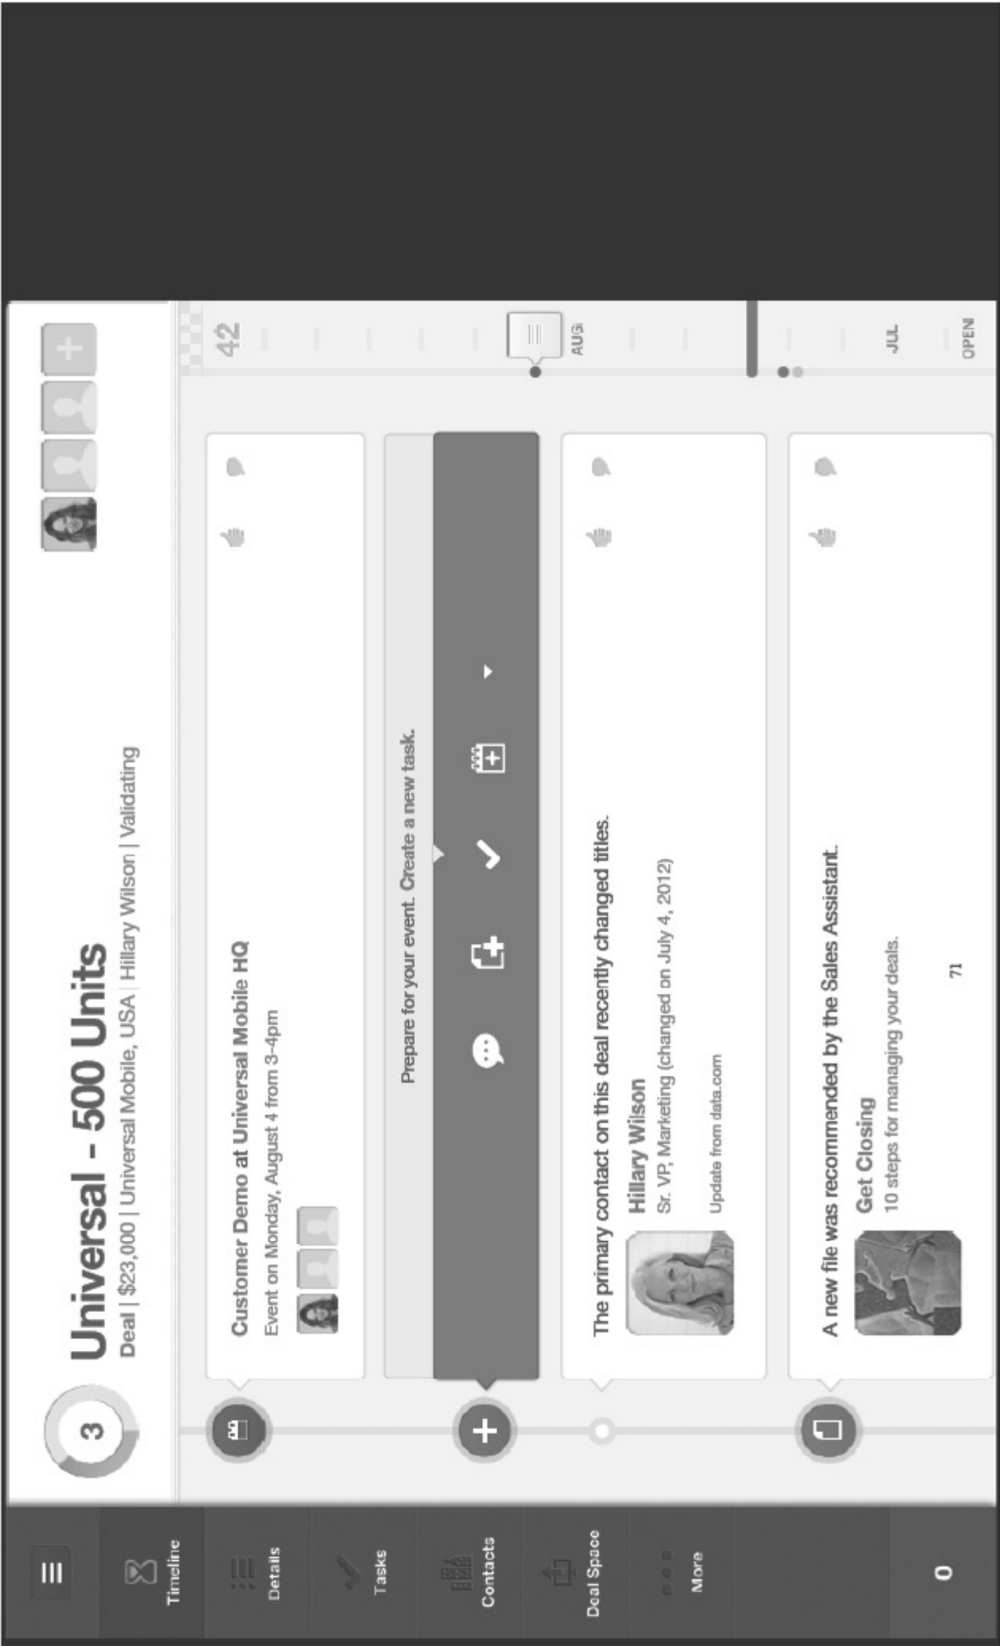 3
Universal - 500 Units
Deal | $23,000 | Universal Mobile, USA | Hillary Wilson | Validating
Timeline
Details
Tasks
Contacts
Deal Space
More
0
Customer Demo at Universal Mobile HQ
Event on Monday, August 4 from 3-4pm
Prepare for your event. Create a new task.
The primary contact on this deal recently changed titles.
Hillary Wilson
Sr. VP, Marketing (changed on July 4, 2012)
Update from data.com
A new file was recommended by the Sales Assistant.
Get Closing
10 steps for managing your deals.
71
42
AUG
JUL
OPEN